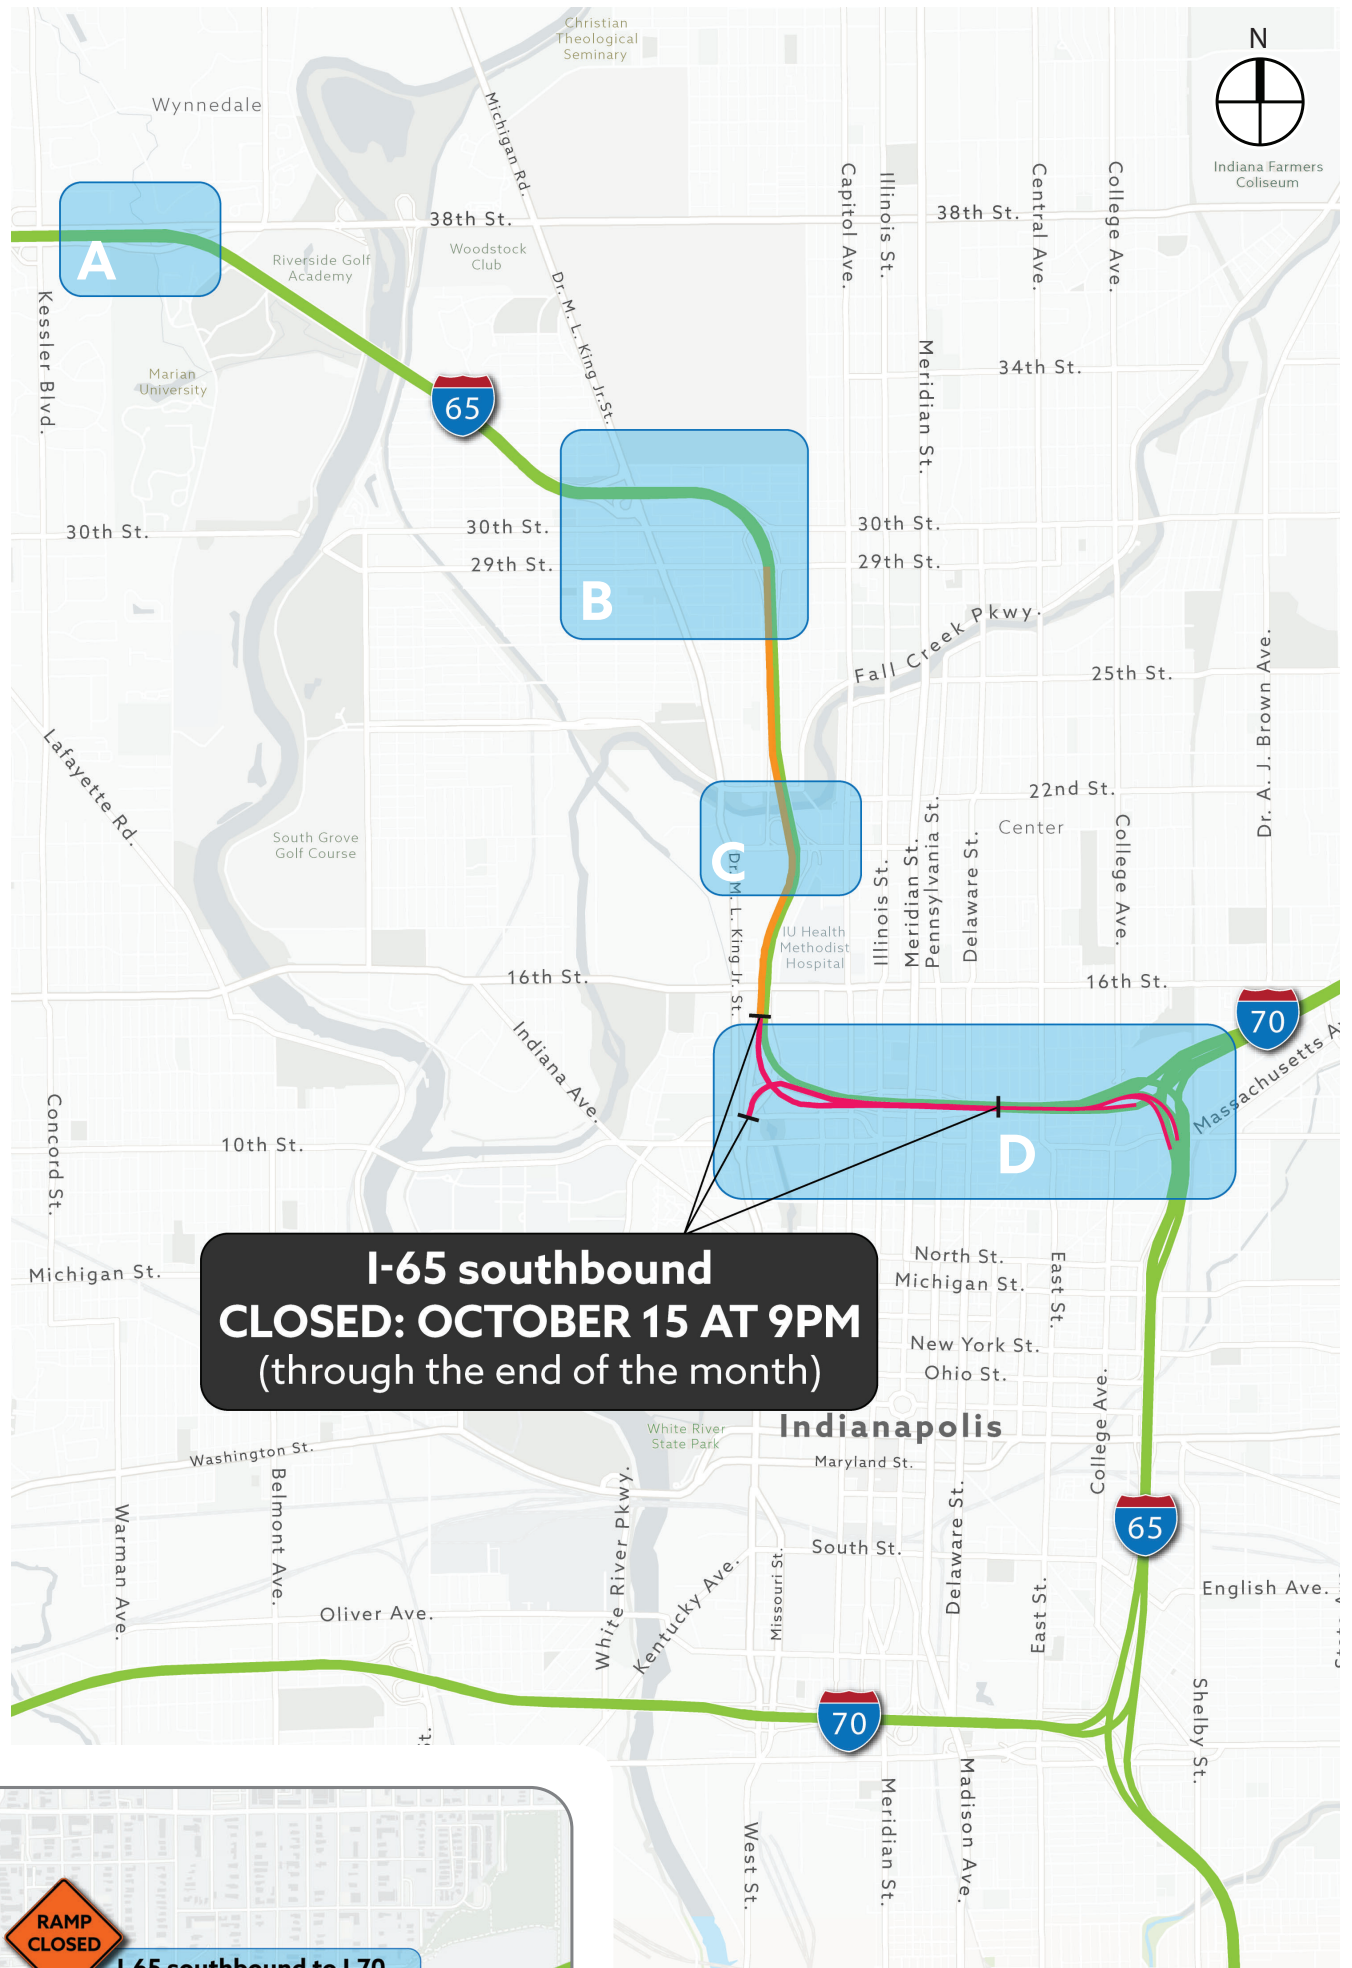 Christian
Theological
Seminary
N
Wynnedale
Michigan Rd.
Indiana Farmers
Coliseum
Capitol Ave.
Illinois St.
Central Ave.
College Ave.
38th St.
38th St.
A
Riverside Golf
Academy
Woodstock
Club
Dr. M. L. King Jr.St.
Kessler Blvd.
Marian
University
65
Meridian St.
34th St.
30th St.
30th St.
30th St.
29th St.
29th St.
B
Fall Creek Pkwy.
25th St.
Dr. A. J. Brown Ave.
Lafayette Rd.
22nd St.
Center
South Grove
Golf Course
C
Dr. M. L. King Jr. St.
Illinois St.
Meridian St.
Pennsylvania St.
Delaware St.
College Ave.
IU Health
Methodist
Hospital
16th St.
16th St.
70
Massachusetts A
Indiana Ave.
Concord St.
10th St.
D
I-65 southbound
CLOSED: OCTOBER 15 AT 9PM
(through the end of the month)
Michigan St.
North St.
Michigan St.
East St.
New York St.
Ohio St.
College Ave.
White River
State Park
Indianapolis
Maryland St.
Washington St.
Belmont Ave.
Warman Ave.
White River Pkwy.
Kentucky Ave.
Missouri St.
South St.
Delaware St.
65
East St.
English Ave.
Oliver Ave.
70
Shelby St.
St.
West St.
Meridian St.
Madison Ave.
RAMP
CLOSED
I-65 southbound to I-70